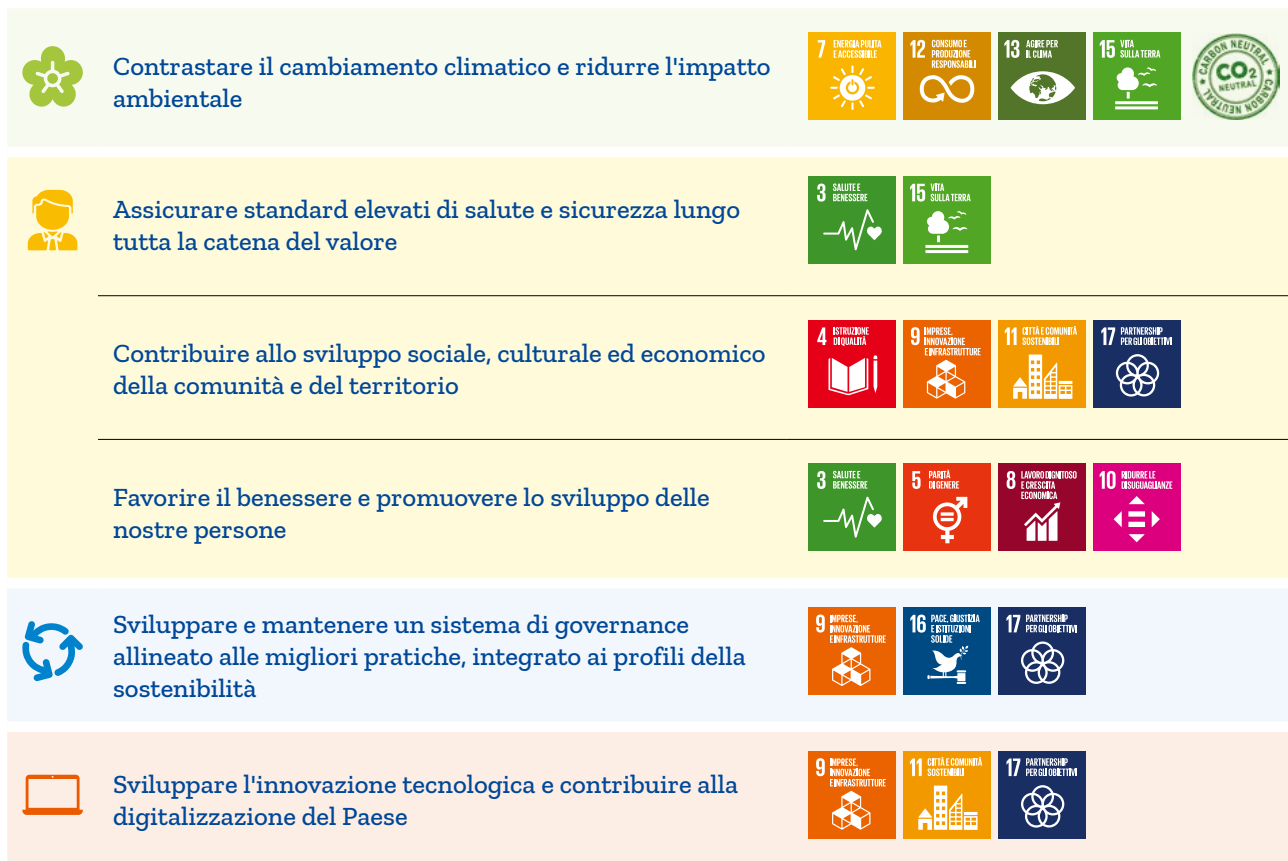 Contrastare il cambiamento climatico e ridurre l'impatto
ambientale
7 ENERGIA PULITA
E ACCESSIBILE
12 CONSUMO E
PRODUZIONE
RESPONSABILI
13 AGIRE PER
IL CLIMA
15 VITA
SULLA TERRA
CARBON NEUTRAL
CO2
NEUTRAL
CARBON NEUTRAL
Assicurare standard elevati di salute e sicurezza lungo
tutta la catena del valore
3 SALUTE E
BENESSERE
15 VITA
SULLA TERRA
Contribuire allo sviluppo sociale, culturale ed economico
della comunità e del territorio
4 ISTRUZIONE
DI QUALITÀ
9 IMPRESE,
INNOVAZIONE
E INFRASTRUTTURE
11 CITTÀ E COMUNITÀ
SOSTENIBILI
17 PARTNERSHIP
PER GLI OBIETTIVI
Favorire il benessere e promuovere lo sviluppo delle
nostre persone
3 SALUTE E
BENESSERE
5 PARITÀ
DI GENERE
8 LAVORO DIGNITOSO
E CRESCITA
ECONOMICA
10 RIDURRE LE
DISUGUAGLIANZE
Sviluppare e mantenere un sistema di governance
allineato alle migliori pratiche, integrato ai profili della
sostenibilità
9 IMPRESE,
INNOVAZIONE
E INFRASTRUTTURE
16 PACE, GIUSTIZIA
E ISTITUZIONI
SOLIDE
17 PARTNERSHIP
PER GLI OBIETTIVI
Sviluppare l'innovazione tecnologica e contribuire alla
digitalizzazione del Paese
9 IMPRESE,
INNOVAZIONE
E INFRASTRUTTURE
11 CITTÀ E COMUNITÀ
SOSTENIBILI
17 PARTNERSHIP
PER GLI OBIETTIVI